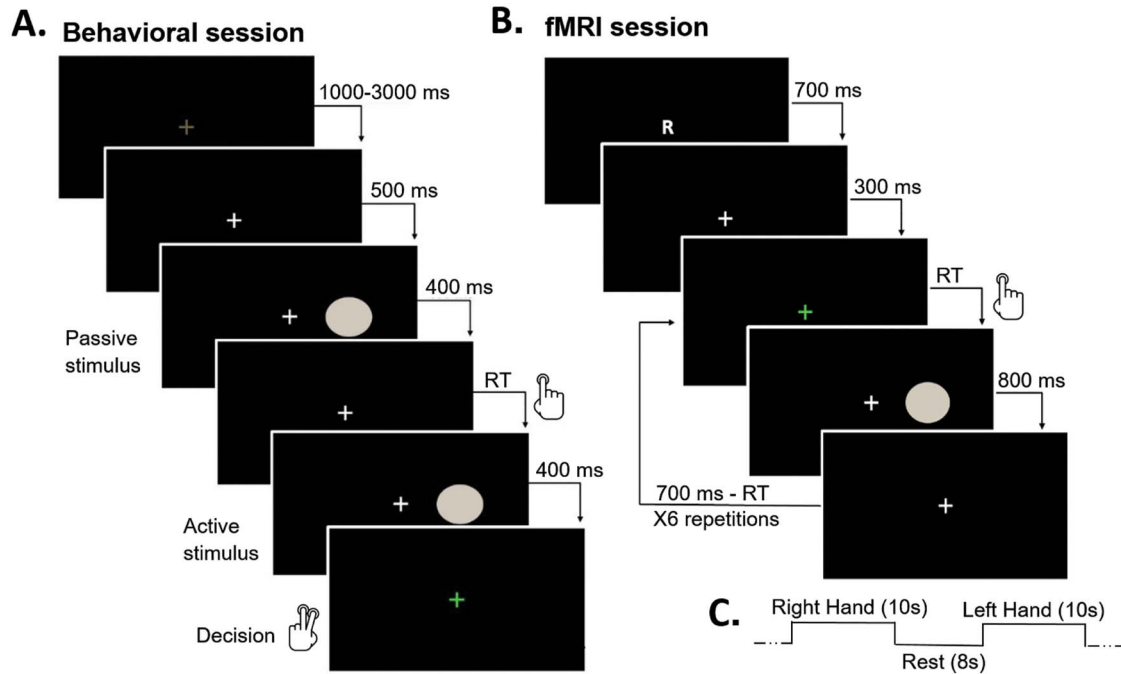 A. Behavioral session
1000-3000 ms
500 ms
400 ms
Passive
stimulus
RT
400 ms
Active
stimulus
Decision
B. fMRI session
R
700 ms
300 ms
RT
800 ms
700 ms - RT
X6 repetitions
C.
Right Hand (10s)
Left Hand (10s)
Rest (8s)